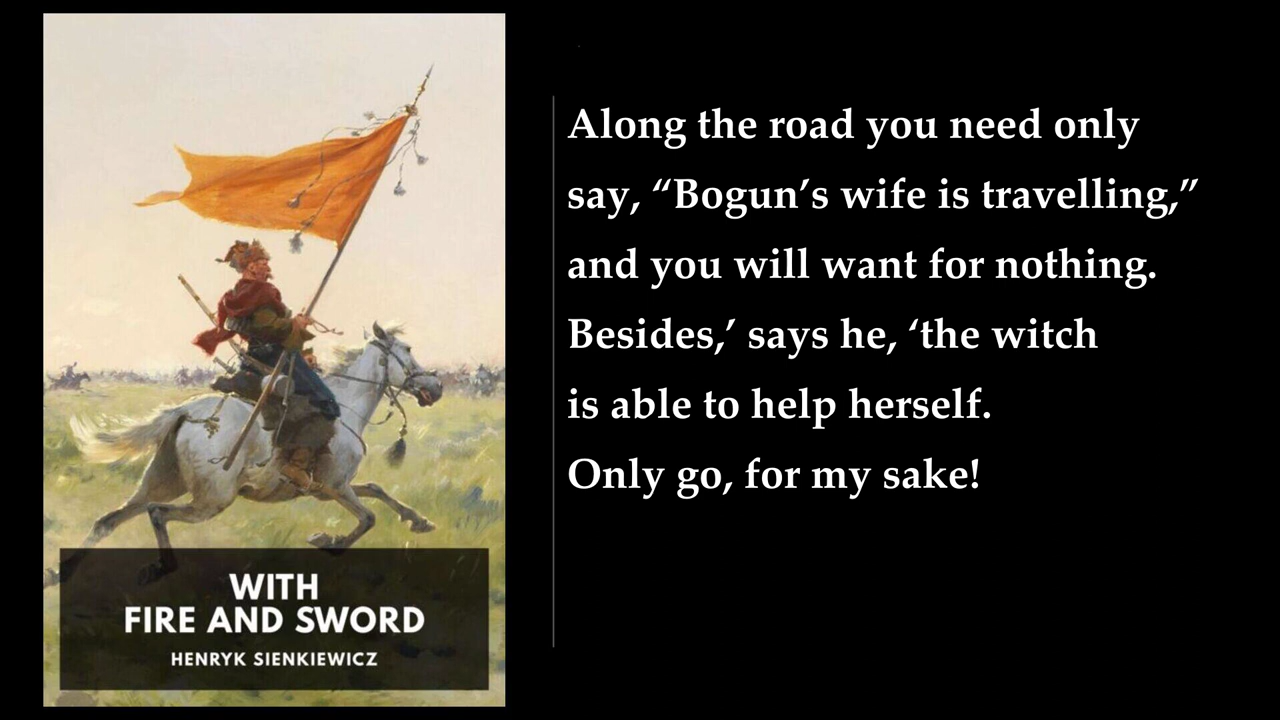 WITH
FIRE AND SWORD
HENRYK SIENKIEWICZ
Along the road you need only
say, “Bogun’s wife is travelling,”
and you will want for nothing.
Besides,’ says he, ‘the witch
is able to help herself.
Only go, for my sake!